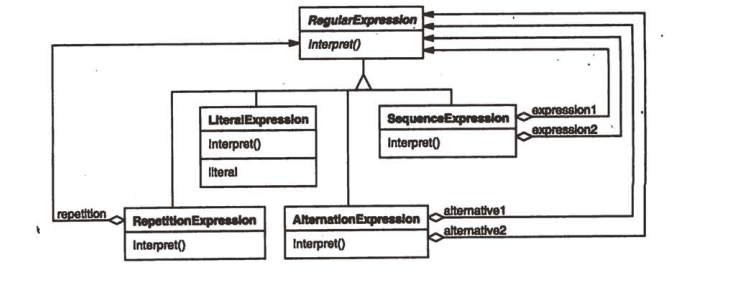 RegularExpression
Interpret()
LiteralExpression
Interpret()
literal
SequenceExpression
Interpret()
expression1
expression2
repetition
RepetitionExpression
Interpret()
AlternationExpression
Interpret()
alternative1
alternative2